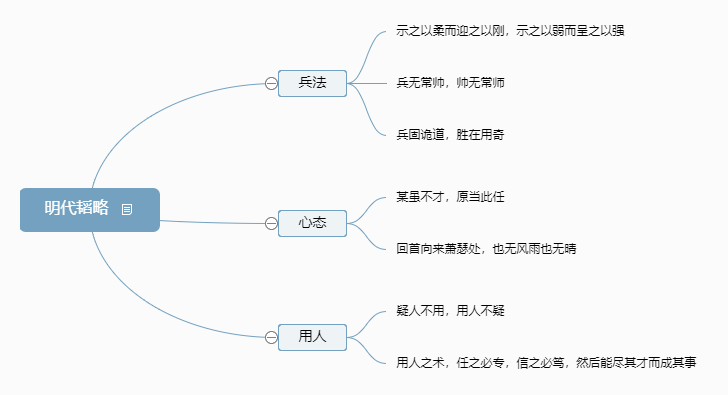 明代韬略
兵法
示之以柔而迎之以刚，示之以弱而呈之以强
兵无常帅，帅无常师
兵固诡道，胜在用奇
心态
某虽不才，原当此任
回首向来萧瑟处，也无风雨也无晴
用人
疑人不用，用人不疑
用人之术，任之必专，信之必笃，然后能尽其才而成其事